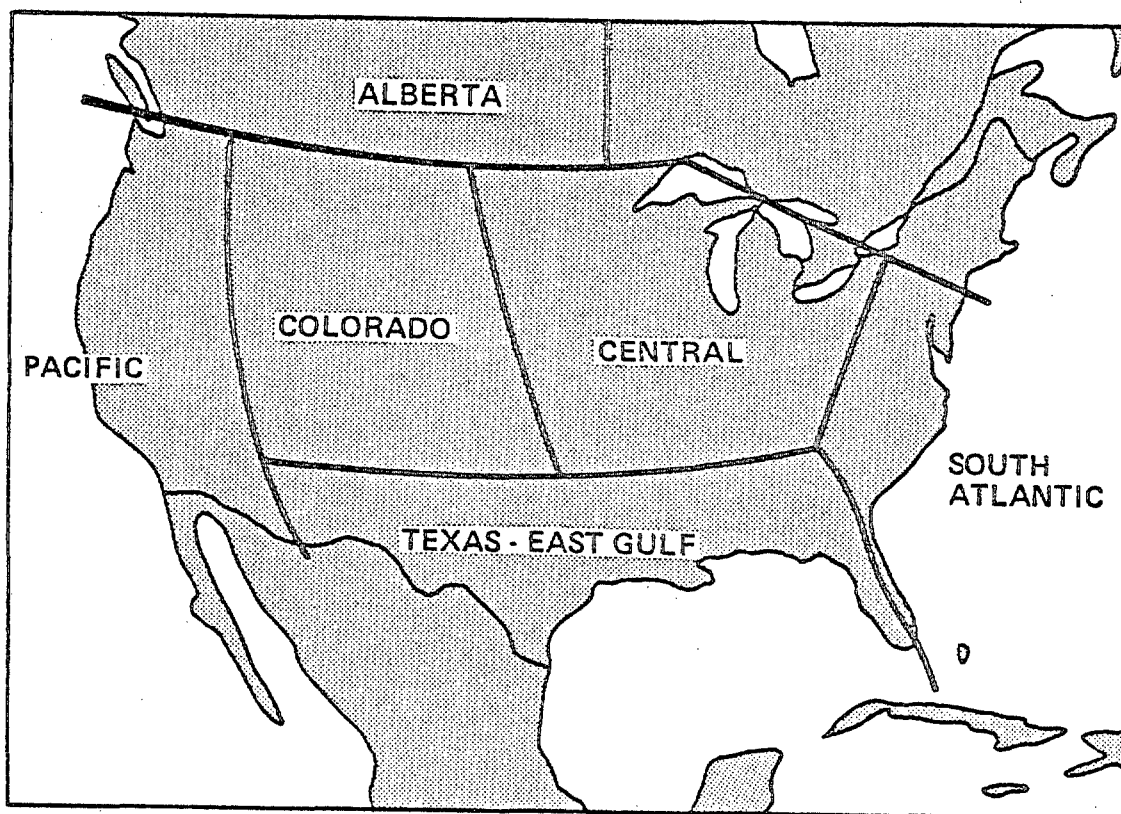 ALBERTA
COLORADO
CENTRAL
PACIFIC
SOUTH
ATLANTIC
TEXAS - EAST GULF